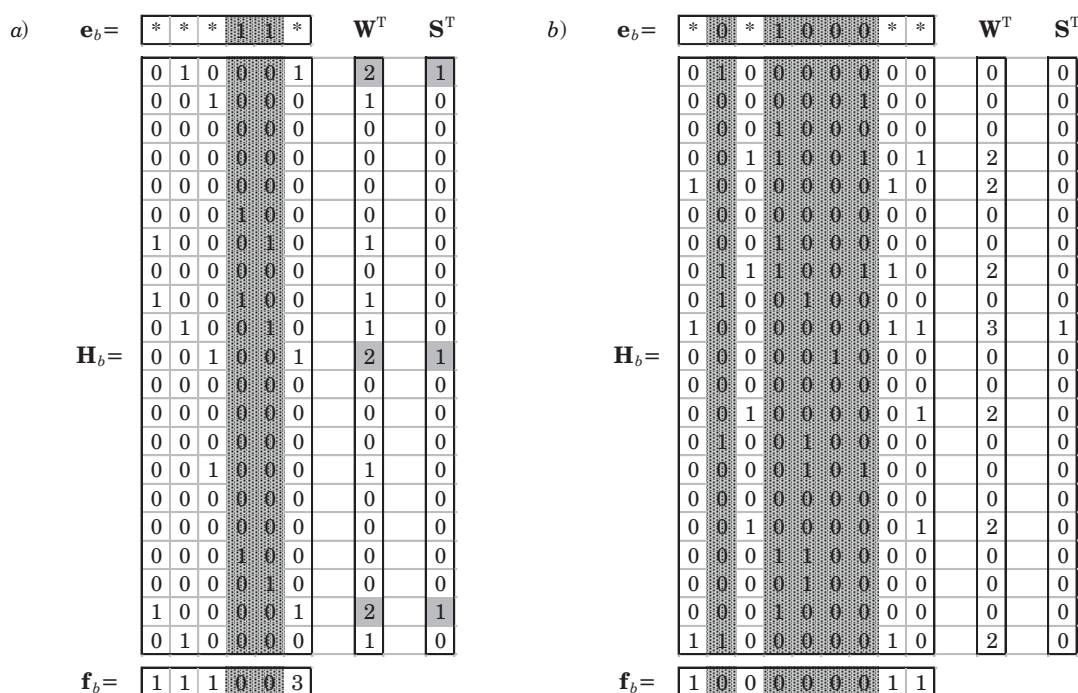 a) e_b= * * * 1 1 * W^T S^T
0 1 0 0 0 1 2 1
0 0 1 0 0 0 1 0
0 0 0 0 0 0 0 0
0 0 0 0 0 0 0 0
0 0 0 0 0 0 0 0
0 0 0 1 0 0 0 0
1 0 0 0 1 0 1 0
0 0 0 0 0 0 0 0
1 0 0 1 0 0 1 0
0 1 0 0 1 0 1 0
H_b= 0 0 1 0 0 1 2 1
0 0 0 0 0 0 0 0
0 0 0 0 0 0 0 0
0 0 0 0 0 0 0 0
0 0 1 0 0 0 1 0
0 0 0 0 0 0 0 0
0 0 0 0 0 0 0 0
0 0 0 1 0 0 0 0
0 0 0 0 1 0 0 0
1 0 0 0 0 1 2 1
0 1 0 0 0 0 1 0
f_b= 1 1 1 0 0 3
b) e_b= * 0 * 1 0 0 0 * * W^T S^T
0 1 0 0 0 0 0 0 0 0 0
0 0 0 0 0 0 1 0 0 0 0
0 0 0 1 0 0 0 0 0 0 0
0 0 1 1 0 0 1 0 1 2 0
1 0 0 0 0 0 0 1 0 2 0
0 0 0 0 0 0 0 0 0 0 0
0 0 0 1 0 0 0 0 0 0 0
0 1 1 1 0 0 1 1 0 2 0
0 1 0 0 1 0 0 0 0 0 0
1 0 0 0 0 0 0 1 1 3 1
H_b= 0 0 0 0 0 1 0 0 0 0 0
0 0 0 0 0 0 0 0 0 0 0
0 0 1 0 0 0 0 0 1 2 0
0 1 0 0 1 0 0 0 0 0 0
0 0 0 0 1 0 1 0 0 0 0
0 0 0 0 0 0 0 0 0 0 0
0 0 1 0 0 0 0 0 1 2 0
0 0 0 1 1 0 0 0 0 0 0
0 0 0 0 1 0 0 0 0 0 0
0 0 0 1 0 0 0 0 0 0 0
1 1 0 0 0 0 0 1 0 2 0
f_b= 1 0 0 0 0 0 0 1 1